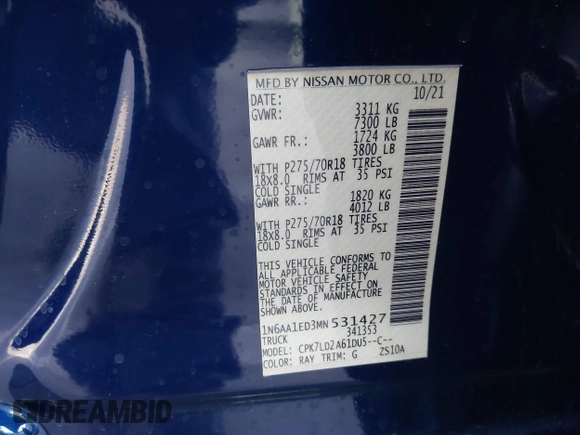 MFD BY NISSAN MOTOR CO., LTD.
DATE: 10/21
GVWR: 3311 KG
7300 LB
GAWR FR.: 1724 KG
3800 LB
WITH P275/70R18 TIRES
18X8.0 RIMS AT 35 PSI
COLD SINGLE
GAWR RR.: 1820 KG
4012 LB
WITH P275/70R18 TIRES
18X8.0 RIMS AT 35 PSI
COLD SINGLE
THIS VEHICLE CONFORMS TO
ALL APPLICABLE FEDERAL
MOTOR VEHICLE SAFETY
STANDARDS IN EFFECT ON
THE DATE OF MANUFACTURE
SHOWN ABOVE.
1N6AA1ED3MN531427
TRUCK 341353
MODEL: CPK7LD2A61DU5--C--
COLOR: RAY TRIM: G ZS10A
DREAMBID